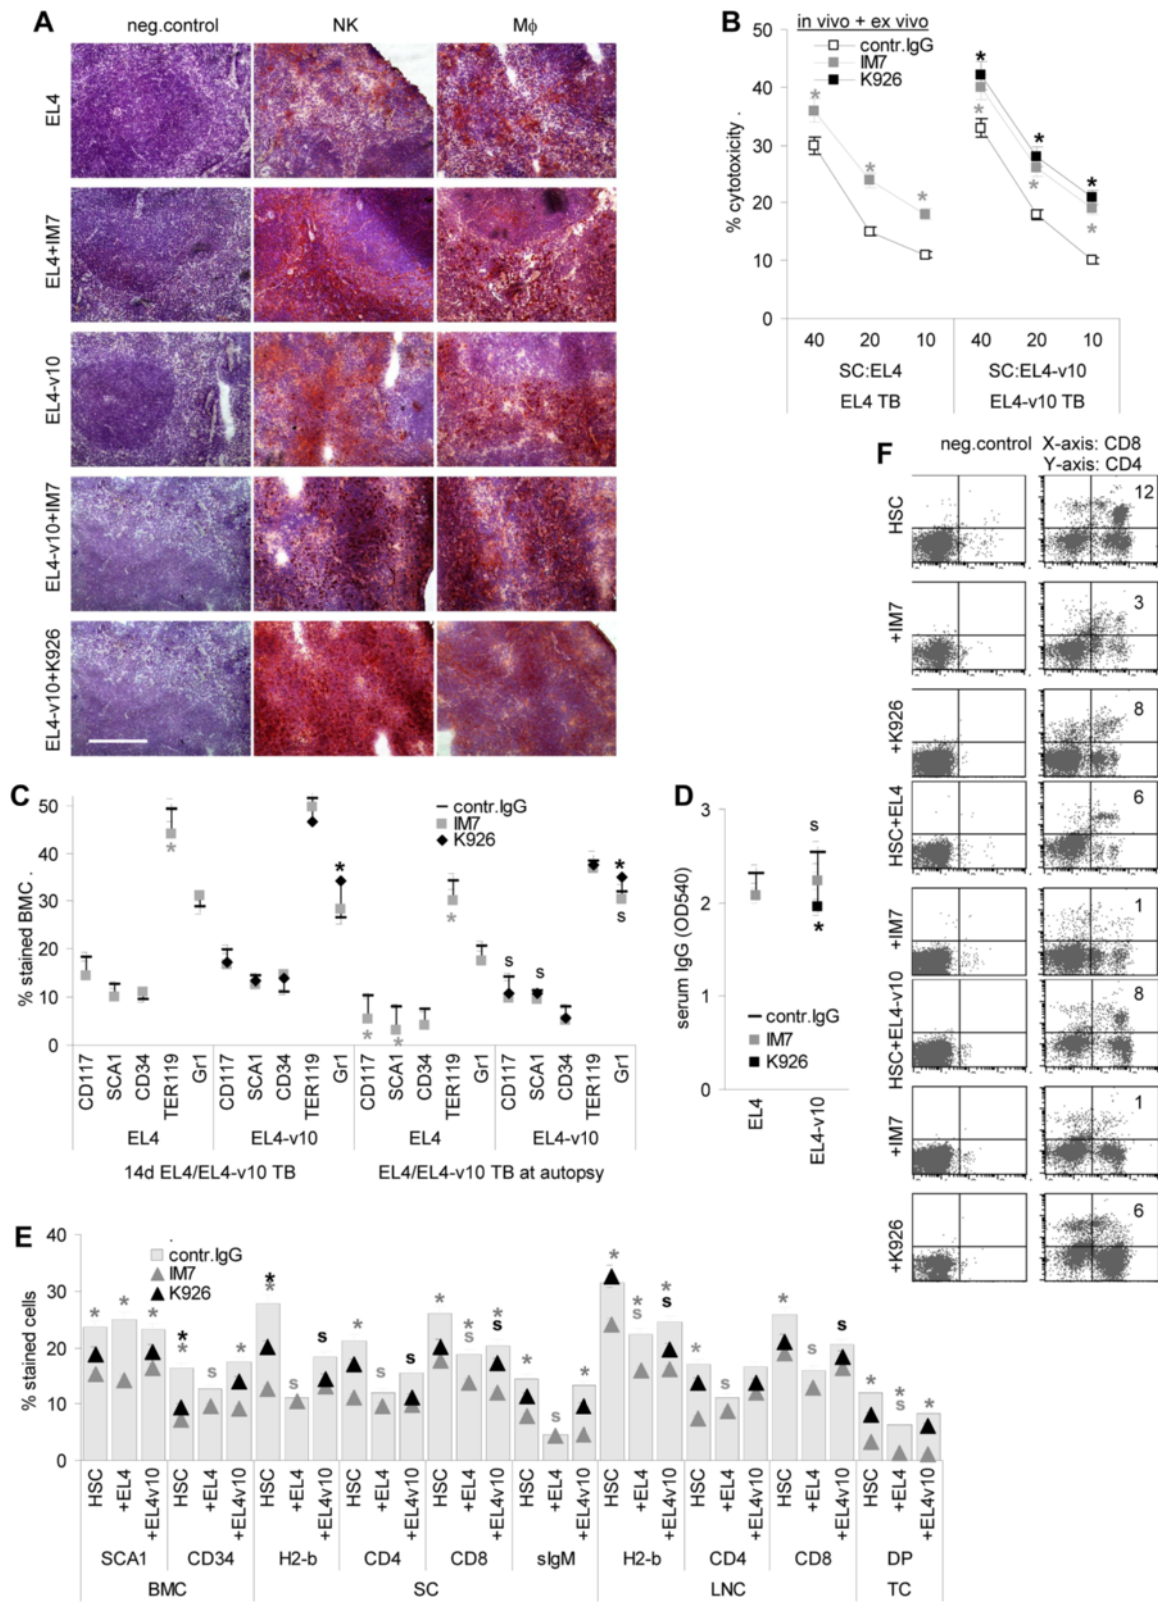 A
neg.control NK Mϕ
EL4
EL4+IM7
EL4-v10
EL4-v10+IM7
EL4-v10+K926
B
in vivo + ex vivo
contr.IgG
IM7
K926
% cytotoxicity .
50
40
30
20
10
0
* * * * * * * * *
40 20 10 40 20 10
SC:EL4 SC:EL4-v10
EL4 TB EL4-v10 TB
C
contr.IgG
IM7
K926
% stained BMC .
50
40
30
20
10
0
* * * * * s s * s
CD117 SCA1 CD34 TER119 Gr1 CD117 SCA1 CD34 TER119 Gr1 CD117 SCA1 CD34 TER119 Gr1 CD117 SCA1 CD34 TER119 Gr1
EL4 EL4-v10 EL4 EL4-v10
14d EL4/EL4-v10 TB EL4/EL4-v10 TB at autopsy
D
serum IgG (OD540)
3
2
1
0
s
*
contr.IgG
IM7
K926
EL4 EL4-v10
E
contr.IgG
IM7
K926
% stained cells
40
30
20
10
0
* * * * * s * * * s s * s s * * s * s * s * * * s * s * s * s s * * s *
HSC +EL4 +EL4v10 HSC +EL4 +EL4v10 HSC +EL4 +EL4v10 HSC +EL4 +EL4v10 HSC +EL4 +EL4v10 HSC +EL4 +EL4v10 HSC +EL4 +EL4v10 HSC +EL4 +EL4v10 HSC +EL4 +EL4v10 HSC +EL4 +EL4v10
SCA1 CD34 H2-b CD4 CD8 sIgM H2-b CD4 CD8 DP
BMC SC LNC TC
F
neg.control X-axis: CD8
Y-axis: CD4
HSC 12
+IM7 3
+K926 8
HSC+EL4 6
+IM7 1
HSC+EL4-v10 8
+IM7 1
+K926 6